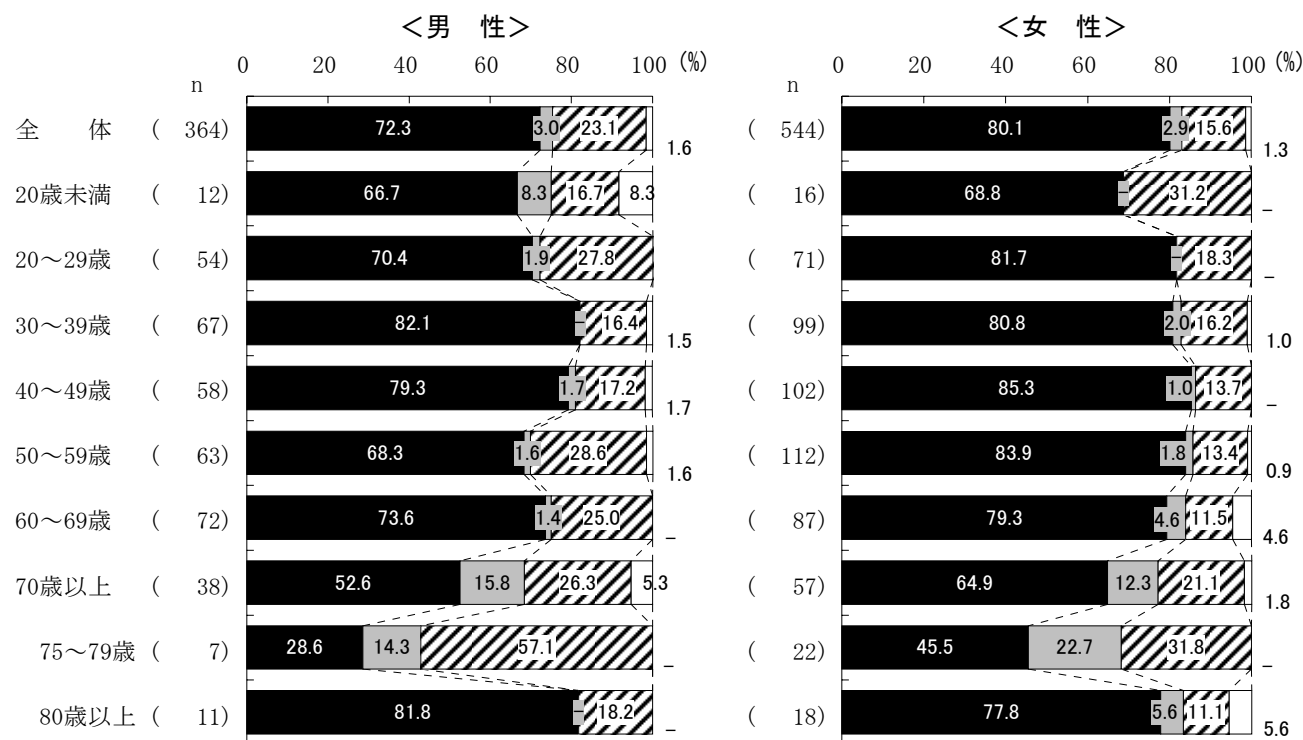 ＜男　性＞　＜女　性＞
0 20 40 60 80 100 (%) 0 20 40 60 80 100 (%)
n n
全　体 ( 364) 72.3 3.0 23.1 1.6 ( 544) 80.1 2.9 15.6 1.3
20歳未満 ( 12) 66.7 8.3 16.7 8.3 ( 16) 68.8 － 31.2 －
20～29歳 ( 54) 70.4 1.9 27.8 ( 71) 81.7 － 18.3 －
30～39歳 ( 67) 82.1 － 16.4 1.5 ( 99) 80.8 2.0 16.2 1.0
40～49歳 ( 58) 79.3 1.7 17.2 1.7 ( 102) 85.3 1.0 13.7 －
50～59歳 ( 63) 68.3 1.6 28.6 1.6 ( 112) 83.9 1.8 13.4 0.9
60～69歳 ( 72) 73.6 1.4 25.0 － ( 87) 79.3 4.6 11.5 4.6
70歳以上 ( 38) 52.6 15.8 26.3 5.3 ( 57) 64.9 12.3 21.1 1.8
75～79歳 ( 7) 28.6 14.3 57.1 － ( 22) 45.5 22.7 31.8 －
80歳以上 ( 11) 81.8 － 18.2 － ( 18) 77.8 5.6 11.1 5.6